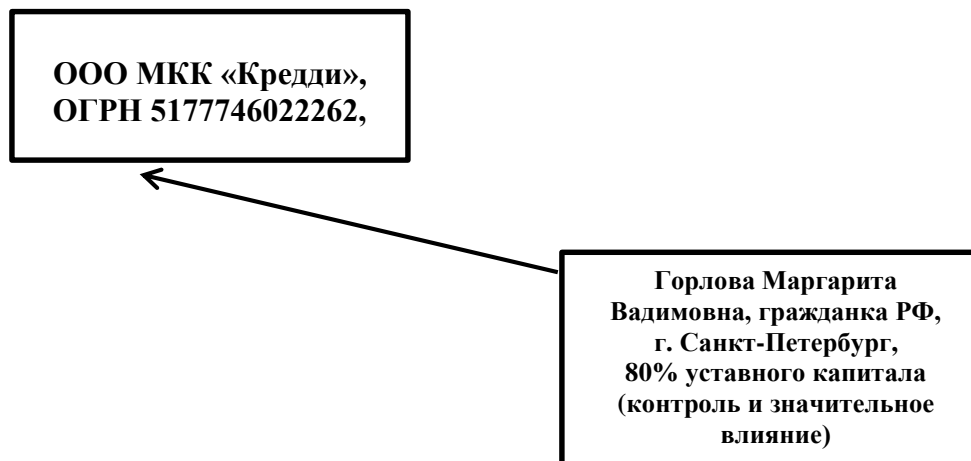 ООО МКК «Кредди»,
ОГРН 5177746022262,
Горлова Маргарита
Вадимовна, гражданка РФ,
г. Санкт-Петербург,
80% уставного капитала
(контроль и значительное
влияние)